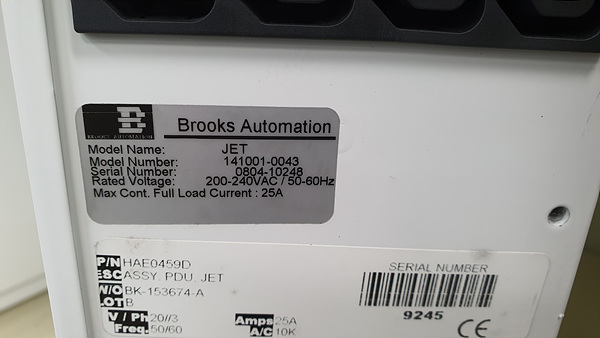 BROOKS AUTOMATION
Brooks Automation
Model Name: JET
Model Number: 141001-0043
Serial Number: 0804-10248
Rated Voltage: 200-240VAC / 50-60Hz
Max Cont. Full Load Current : 25A
P/N HAE0459D
ESC ASSY, PDU, JET
W/O BK-153674-A
LOT B
V / Ph 20//3
Freq. 50/60
Amps 25A
A/C 10K
SERIAL NUMBER
9245
CE